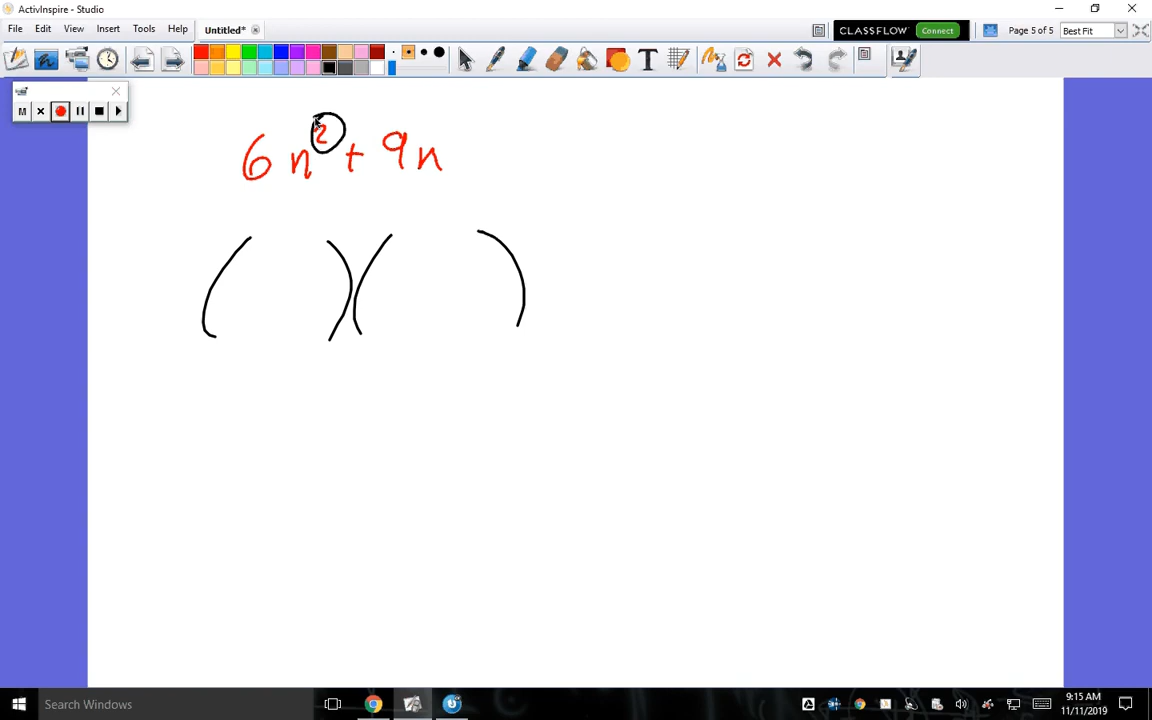 ActivInspire - Studio
File Edit View Insert Tools Help Untitled* CLASSFLOW Connect Page 5 of 5 Best Fit
T
M
6n² + 9n
( )( )
Search Windows
9:15 AM
11/11/2019